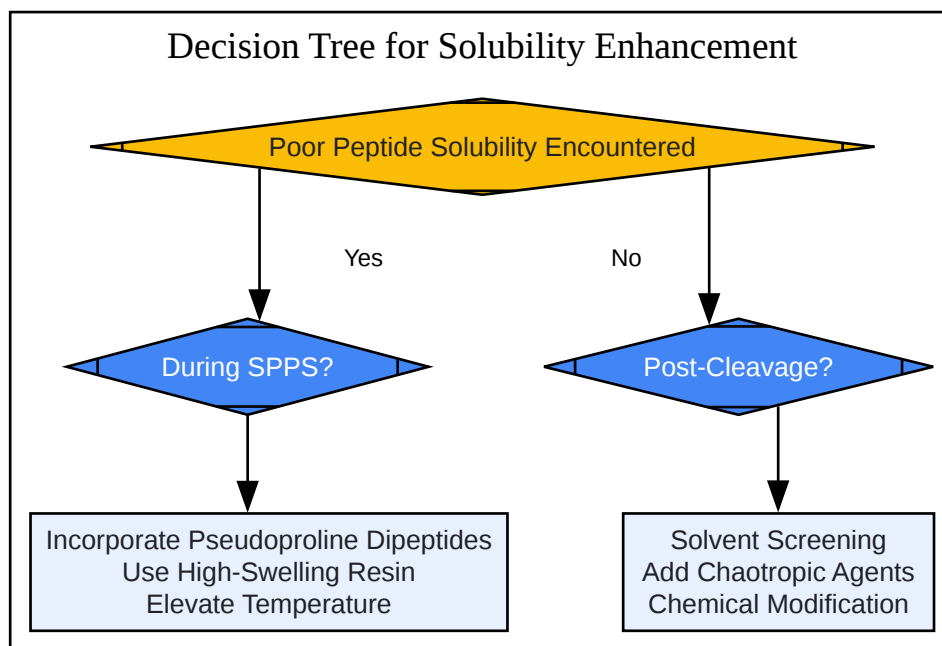 Decision Tree for Solubility Enhancement
Poor Peptide Solubility Encountered
Yes
No
During SPPS?
Post-Cleavage?
Incorporate Pseudoproline Dipeptides
Use High-Swelling Resin
Elevate Temperature
Solvent Screening
Add Chaotropic Agents
Chemical Modification